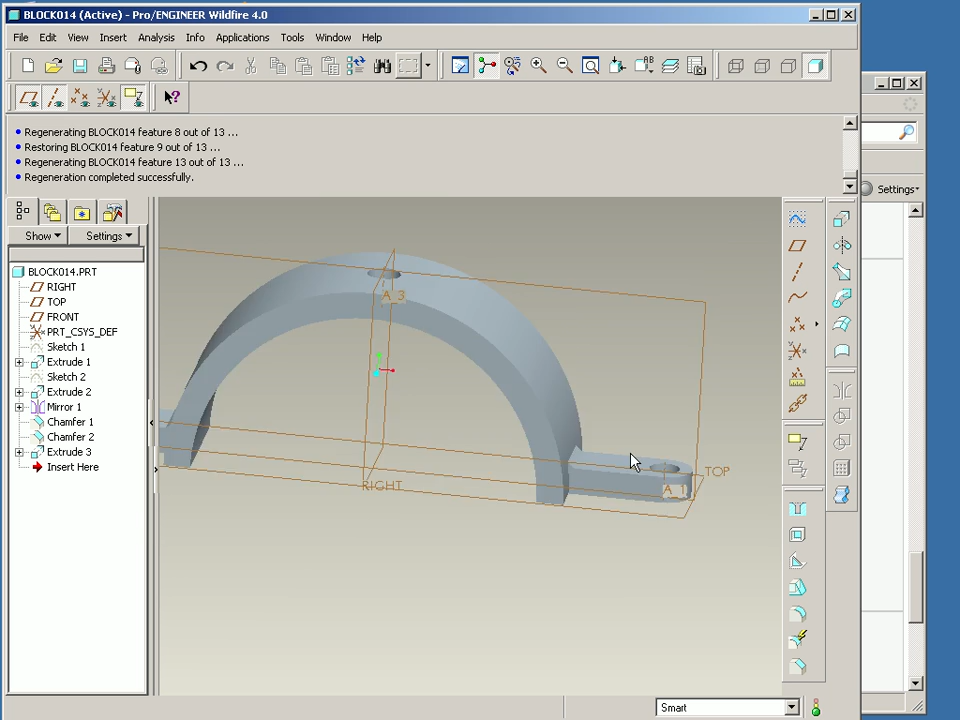 BLOCK014 (Active) - Pro/ENGINEER Wildfire 4.0
File Edit View Insert Analysis Info Applications Tools Window Help
Regenerating BLOCK014 feature 8 out of 13 ...
Restoring BLOCK014 feature 9 out of 13 ...
Regenerating BLOCK014 feature 13 out of 13 ...
Regeneration completed successfully.
Settings
Show Settings
BLOCK014.PRT
RIGHT
TOP
FRONT
PRT_CSYS_DEF
Sketch 1
Extrude 1
Sketch 2
Extrude 2
Mirror 1
Chamfer 1
Chamfer 2
Extrude 3
Insert Here
A_3
TOP
RIGHT
A_1
Smart